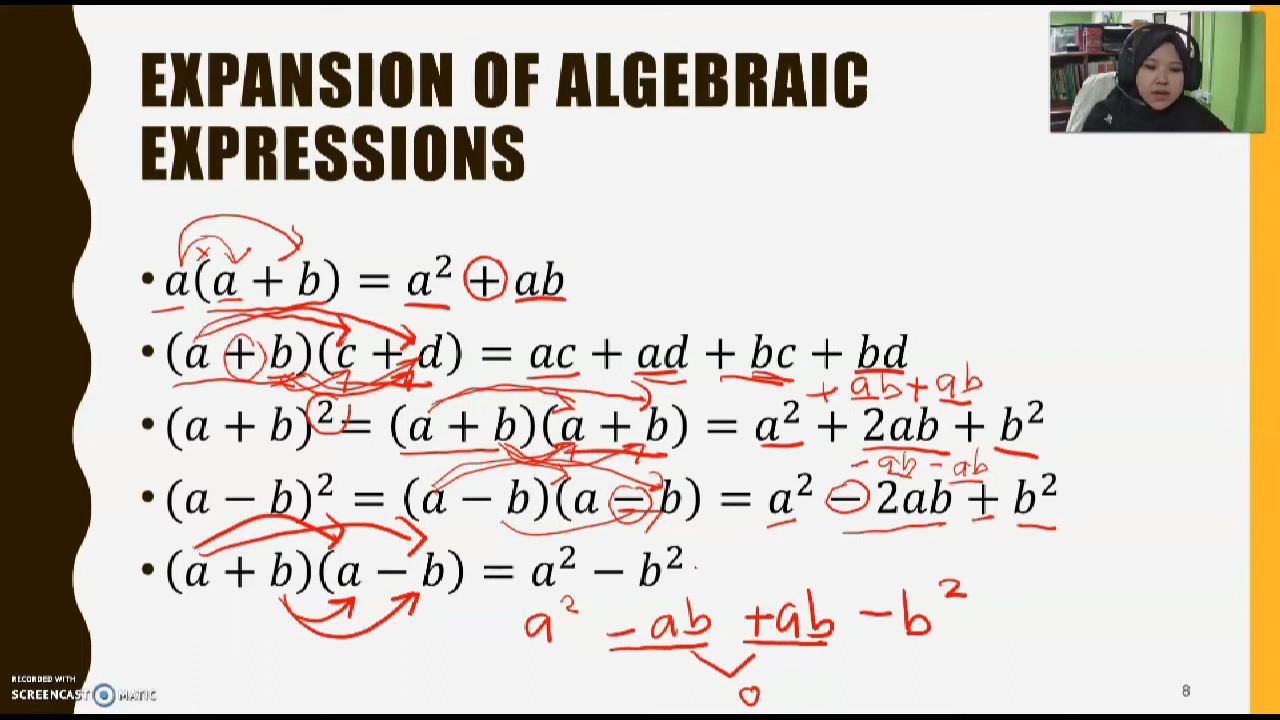 EXPANSION OF ALGEBRAIC
EXPRESSIONS
×
• a(a + b) = a² + ab
• (a + b)(c + d) = ac + ad + bc + bd
+ ab + ab
• (a + b)² = (a + b)(a + b) = a² + 2ab + b²
- ab - ab
• (a − b)² = (a − b)(a − b) = a² − 2ab + b²
• (a + b)(a − b) = a² − b²
a² - ab + ab - b²
0
RECORDED WITH
SCREENCAST MATIC
8